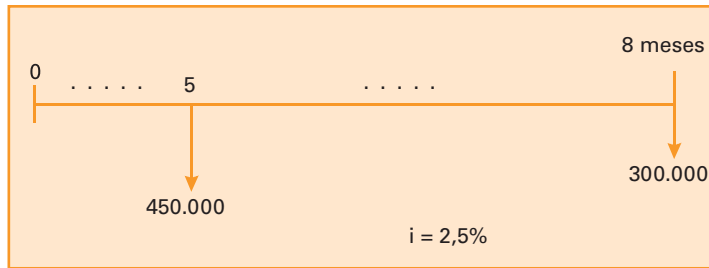 8 meses
0 . . . . . 5 . . . . .
300.000
450.000
i = 2,5%